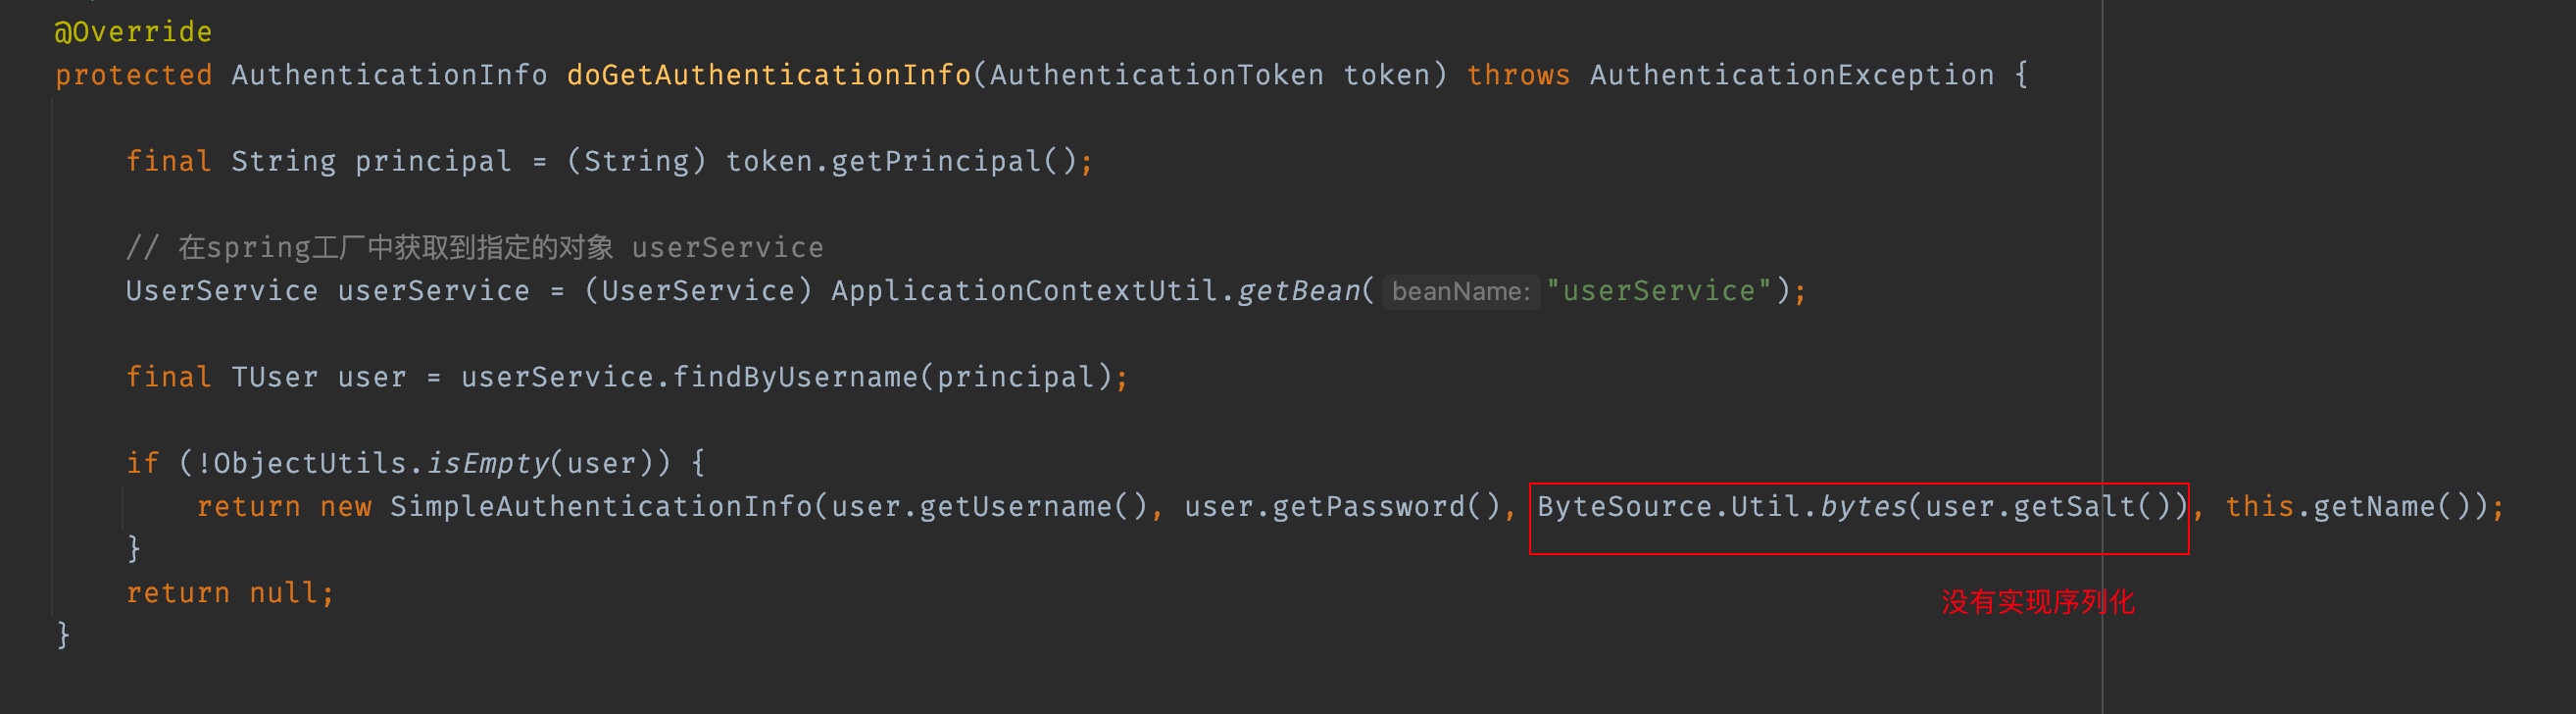 @Override
protected AuthenticationInfo doGetAuthenticationInfo(AuthenticationToken token) throws AuthenticationException {
final String principal = (String) token.getPrincipal();
// 在spring工厂中获取到指定的对象 userService
UserService userService = (UserService) ApplicationContextUtil.getBean( beanName: "userService");
final TUser user = userService.findByUsername(principal);
if (!ObjectUtils.isEmpty(user)) {
return new SimpleAuthenticationInfo(user.getUsername(), user.getPassword(), ByteSource.Util.bytes(user.getSalt()), this.getName());
}
没有实现序列化
return null;
}